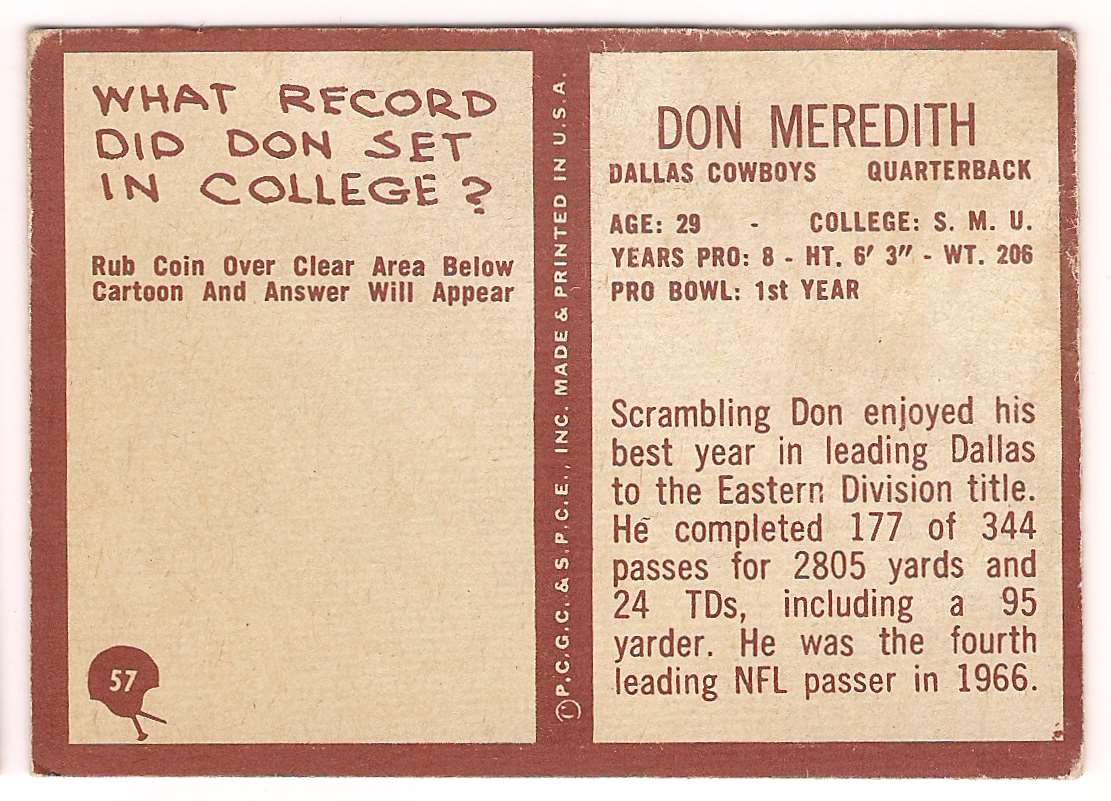 WHAT RECORD
DID DON SET
IN COLLEGE?
Rub Coin Over Clear Area Below
Cartoon And Answer Will Appear
57
Ⓒ P.C.G.C. & S.P.C.E., INC. MADE & PRINTED IN U.S.A.
DON MEREDITH
DALLAS COWBOYS QUARTERBACK
AGE: 29 - COLLEGE: S. M. U.
YEARS PRO: 8 - HT. 6' 3" - WT. 206
PRO BOWL: 1st YEAR
Scrambling Don enjoyed his
best year in leading Dallas
to the Eastern Division title.
He completed 177 of 344
passes for 2805 yards and
24 TDs, including a 95
yarder. He was the fourth
leading NFL passer in 1966.